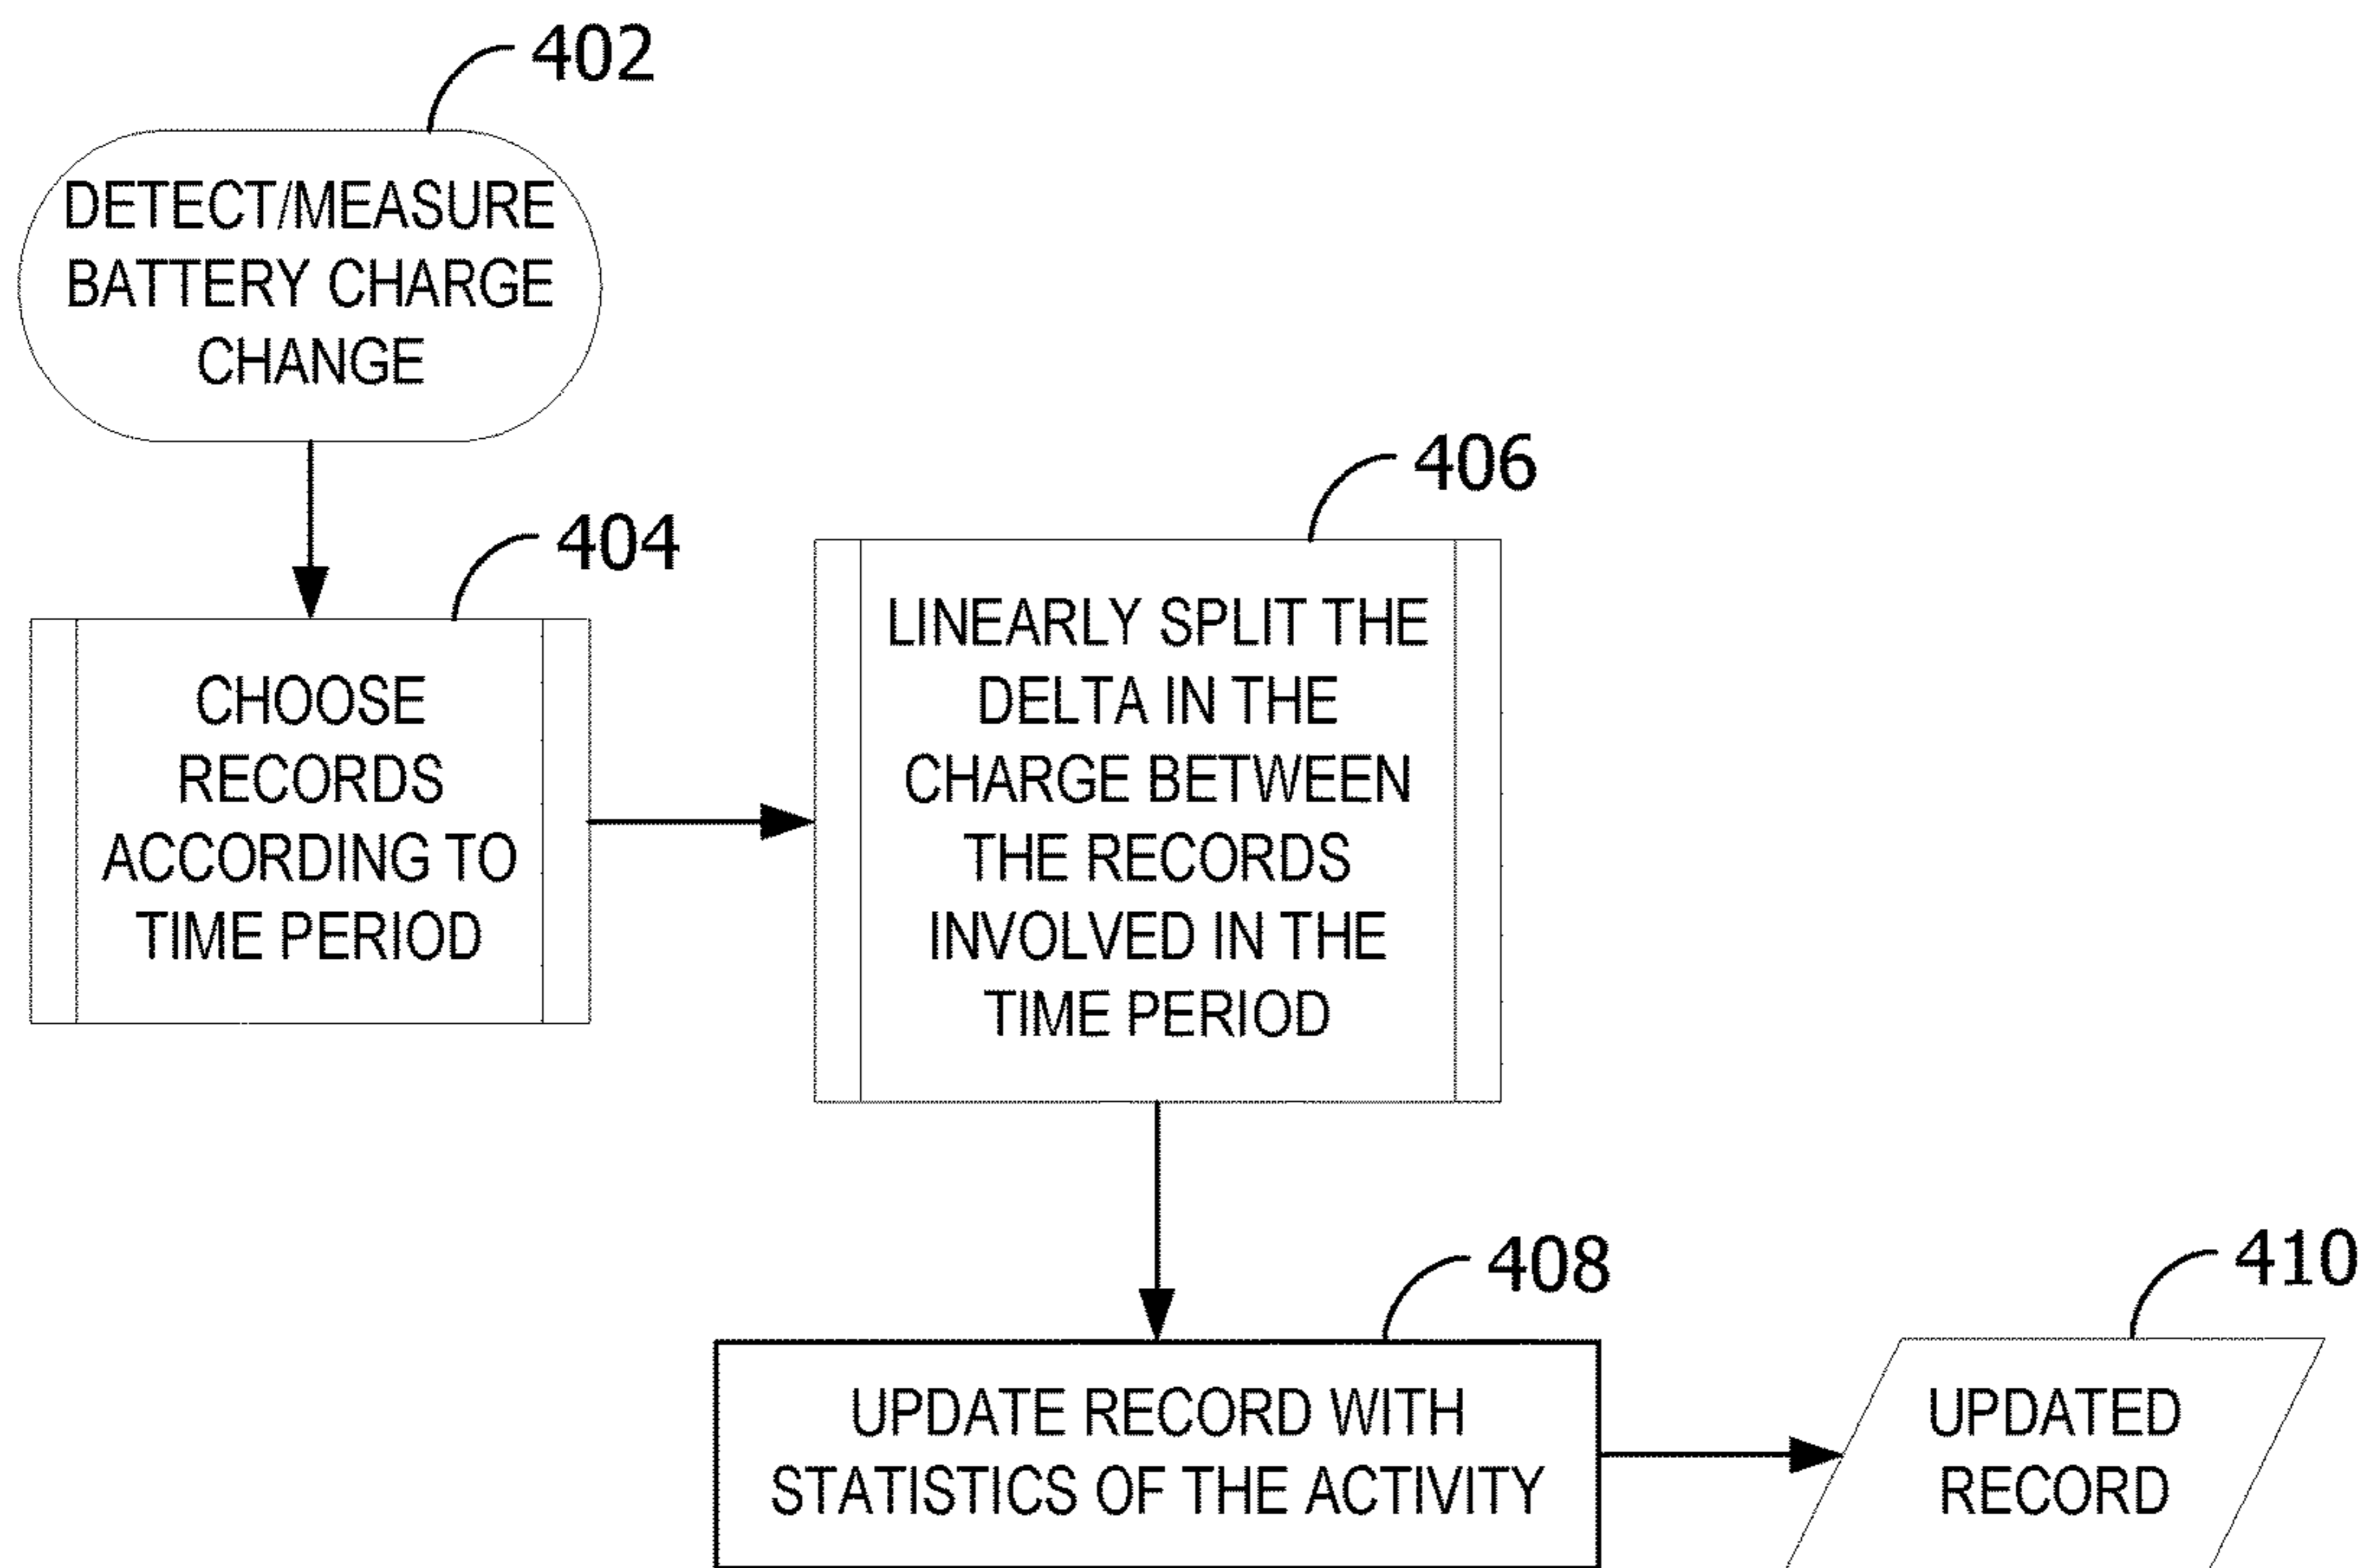 402
DETECT/MEASURE
BATTERY CHARGE
CHANGE
404
CHOOSE
RECORDS
ACCORDING TO
TIME PERIOD
406
LINEARLY SPLIT THE
DELTA IN THE
CHARGE BETWEEN
THE RECORDS
INVOLVED IN THE
TIME PERIOD
408
UPDATE RECORD WITH
STATISTICS OF THE ACTIVITY
410
UPDATED
RECORD